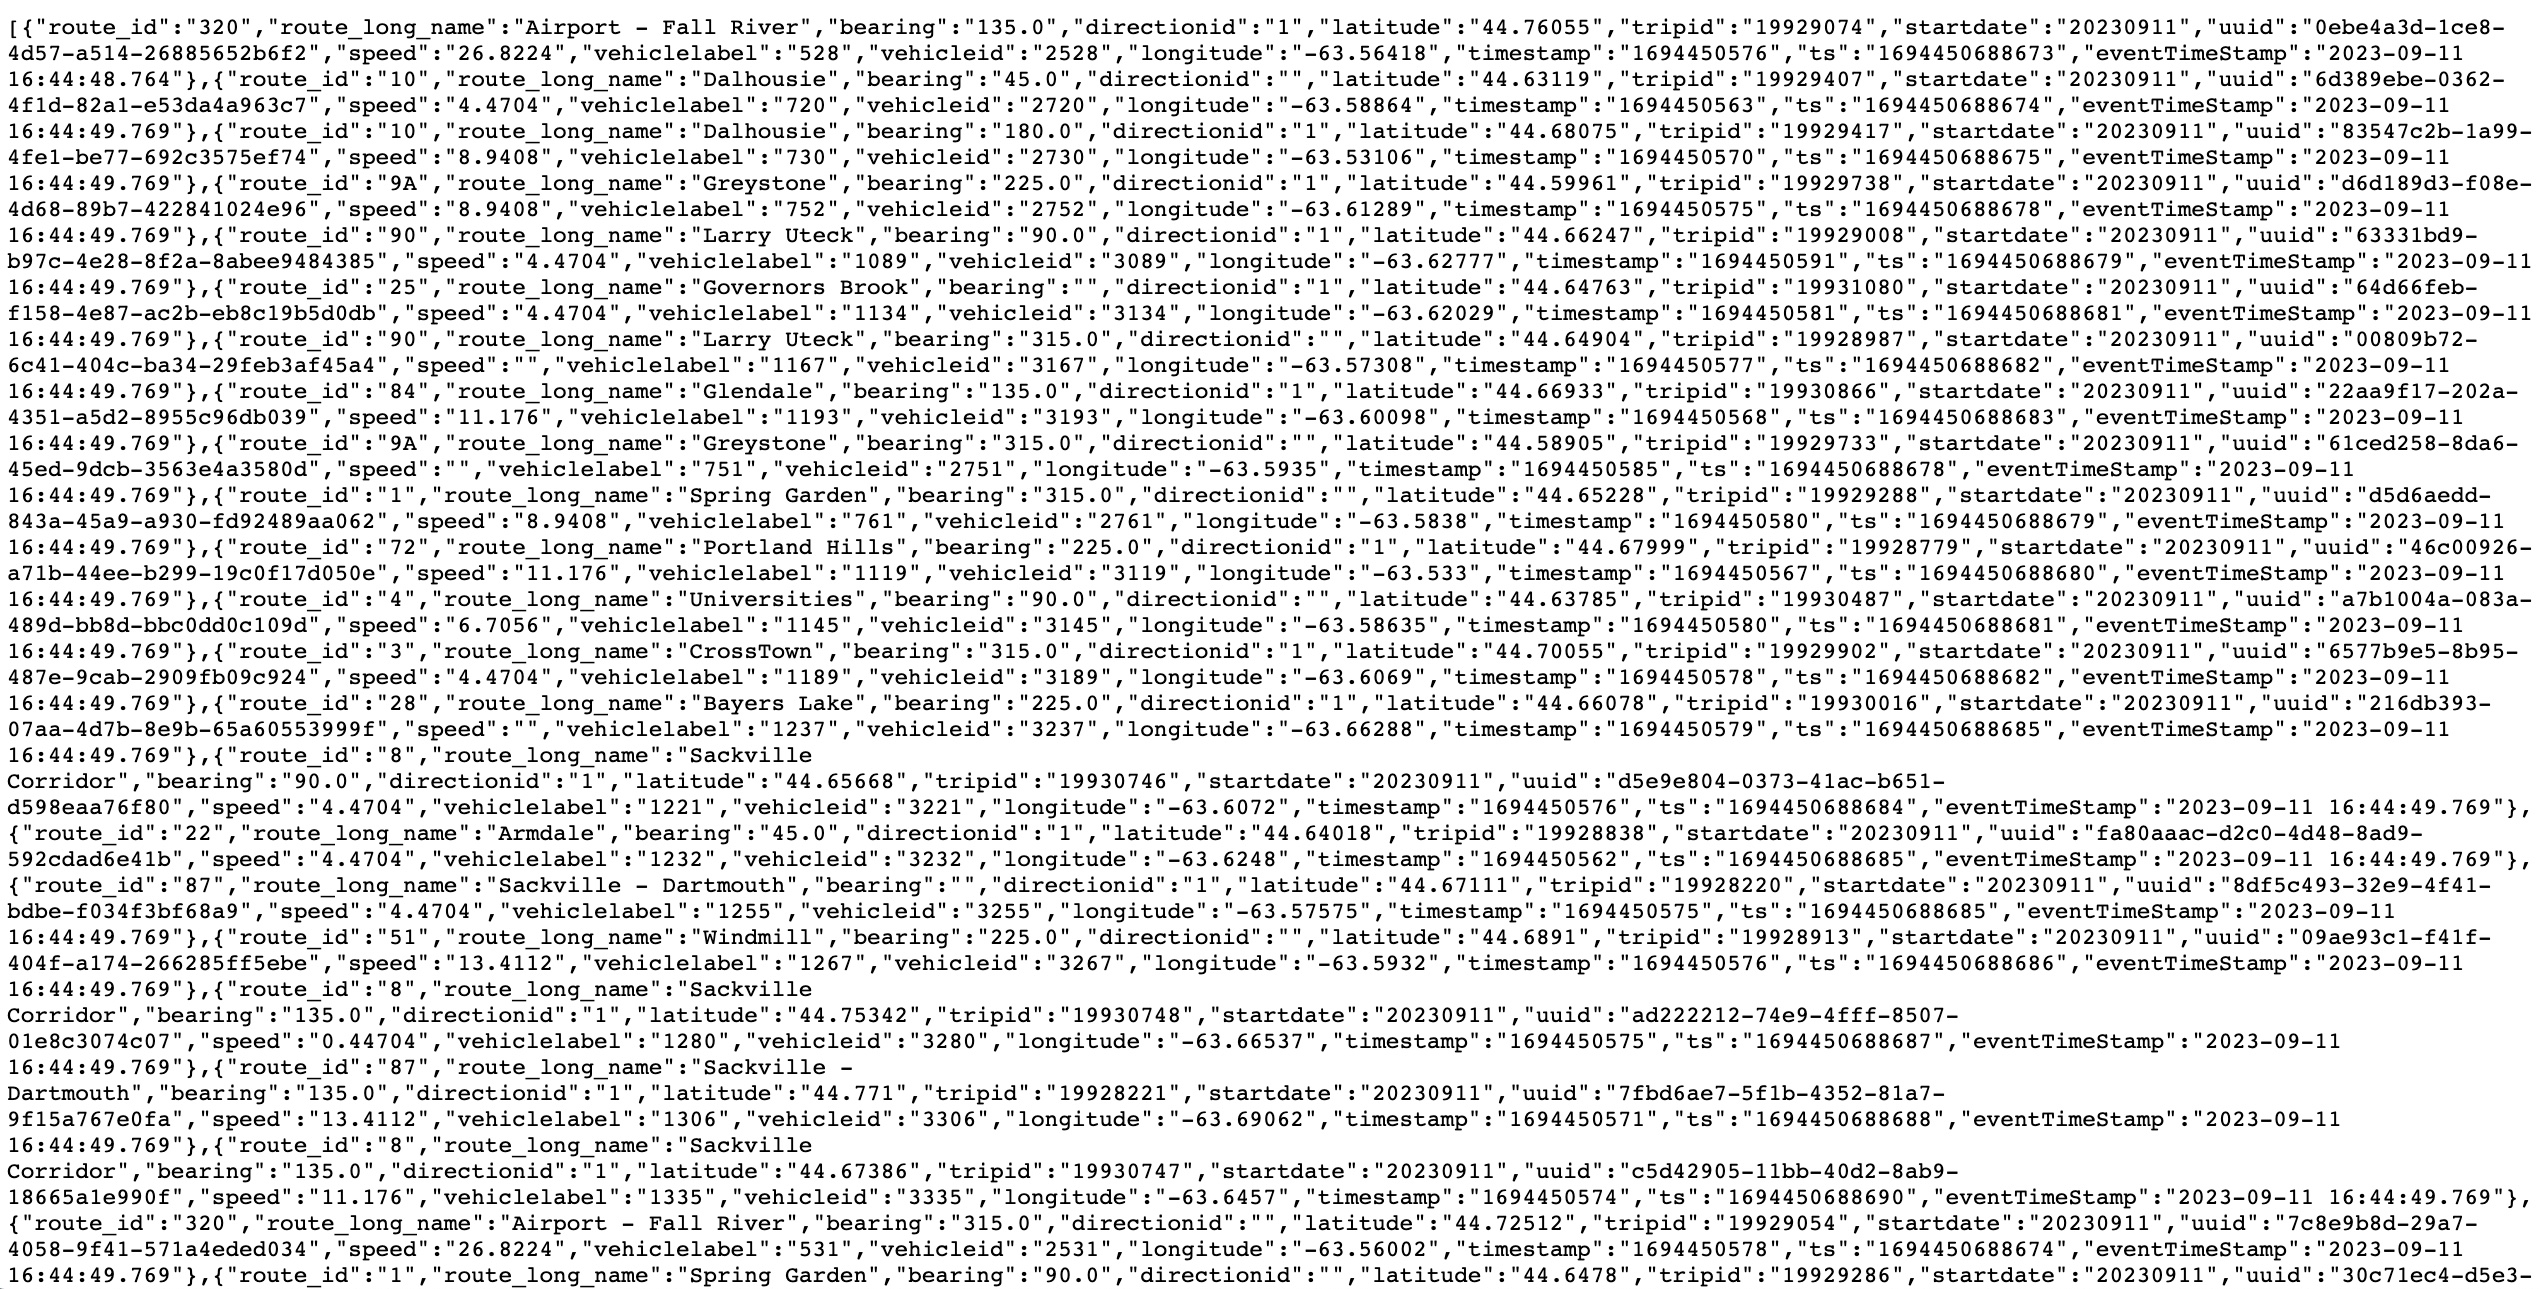 [{"route_id":"320","route_long_name":"Airport - Fall River","bearing":"135.0","directionid":"1","latitude":"44.76055","tripid":"19929074","startdate":"20230911","uuid":"0ebe4a3d-1ce8-
4d57-a514-26885652b6f2","speed":"26.8224","vehiclelabel":"528","vehicleid":"2528","longitude":"-63.56418","timestamp":"1694450576","ts":"1694450688673","eventTimeStamp":"2023-09-11
16:44:48.764"},{"route_id":"10","route_long_name":"Dalhousie","bearing":"45.0","directionid":"","latitude":"44.63119","tripid":"19929407","startdate":"20230911","uuid":"6d389ebe-0362-
4f1d-82a1-e53da4a963c7","speed":"4.4704","vehiclelabel":"720","vehicleid":"2720","longitude":"-63.58864","timestamp":"1694450563","ts":"1694450688674","eventTimeStamp":"2023-09-11
16:44:49.769"},{"route_id":"10","route_long_name":"Dalhousie","bearing":"180.0","directionid":"1","latitude":"44.68075","tripid":"19929417","startdate":"20230911","uuid":"83547c2b-1a99-
4fe1-be77-692c3575ef74","speed":"8.9408","vehiclelabel":"730","vehicleid":"2730","longitude":"-63.53106","timestamp":"1694450570","ts":"1694450688675","eventTimeStamp":"2023-09-11
16:44:49.769"},{"route_id":"9A","route_long_name":"Greystone","bearing":"225.0","directionid":"1","latitude":"44.59961","tripid":"19929738","startdate":"20230911","uuid":"d6d189d3-f08e-
4d68-89b7-422841024e96","speed":"8.9408","vehiclelabel":"752","vehicleid":"2752","longitude":"-63.61289","timestamp":"1694450575","ts":"1694450688678","eventTimeStamp":"2023-09-11
16:44:49.769"},{"route_id":"90","route_long_name":"Larry Uteck","bearing":"90.0","directionid":"1","latitude":"44.66247","tripid":"19929008","startdate":"20230911","uuid":"63331bd9-
b97c-4e28-8f2a-8abee9484385","speed":"4.4704","vehiclelabel":"1089","vehicleid":"3089","longitude":"-63.62777","timestamp":"1694450591","ts":"1694450688679","eventTimeStamp":"2023-09-11
16:44:49.769"},{"route_id":"25","route_long_name":"Governors Brook","bearing":"","directionid":"1","latitude":"44.64763","tripid":"19931080","startdate":"20230911","uuid":"64d66feb-
f158-4e87-ac2b-eb8c19b5d0db","speed":"4.4704","vehiclelabel":"1134","vehicleid":"3134","longitude":"-63.62029","timestamp":"1694450581","ts":"1694450688681","eventTimeStamp":"2023-09-11
16:44:49.769"},{"route_id":"90","route_long_name":"Larry Uteck","bearing":"315.0","directionid":"","latitude":"44.64904","tripid":"19928987","startdate":"20230911","uuid":"00809b72-
6c41-404c-ba34-29feb3af45a4","speed":"","vehiclelabel":"1167","vehicleid":"3167","longitude":"-63.57308","timestamp":"1694450577","ts":"1694450688682","eventTimeStamp":"2023-09-11
16:44:49.769"},{"route_id":"84","route_long_name":"Glendale","bearing":"135.0","directionid":"1","latitude":"44.66933","tripid":"19930866","startdate":"20230911","uuid":"22aa9f17-202a-
4351-a5d2-8955c96db039","speed":"11.176","vehiclelabel":"1193","vehicleid":"3193","longitude":"-63.60098","timestamp":"1694450568","ts":"1694450688683","eventTimeStamp":"2023-09-11
16:44:49.769"},{"route_id":"9A","route_long_name":"Greystone","bearing":"315.0","directionid":"","latitude":"44.58905","tripid":"19929733","startdate":"20230911","uuid":"61ced258-8da6-
45ed-9dcb-3563e4a3580d","speed":"","vehiclelabel":"751","vehicleid":"2751","longitude":"-63.5935","timestamp":"1694450585","ts":"1694450688678","eventTimeStamp":"2023-09-11
16:44:49.769"},{"route_id":"1","route_long_name":"Spring Garden","bearing":"315.0","directionid":"","latitude":"44.65228","tripid":"19929288","startdate":"20230911","uuid":"d5d6aedd-
843a-45a9-a930-fd92489aa062","speed":"8.9408","vehiclelabel":"761","vehicleid":"2761","longitude":"-63.5838","timestamp":"1694450580","ts":"1694450688679","eventTimeStamp":"2023-09-11
16:44:49.769"},{"route_id":"72","route_long_name":"Portland Hills","bearing":"225.0","directionid":"1","latitude":"44.67999","tripid":"19928779","startdate":"20230911","uuid":"46c00926-
a71b-44ee-b299-19c0f17d050e","speed":"11.176","vehiclelabel":"1119","vehicleid":"3119","longitude":"-63.533","timestamp":"1694450567","ts":"1694450688680","eventTimeStamp":"2023-09-11
16:44:49.769"},{"route_id":"4","route_long_name":"Universities","bearing":"90.0","directionid":"","latitude":"44.63785","tripid":"19930487","startdate":"20230911","uuid":"a7b1004a-083a-
489d-bb8d-bbc0dd0c109d","speed":"6.7056","vehiclelabel":"1145","vehicleid":"3145","longitude":"-63.58635","timestamp":"1694450580","ts":"1694450688681","eventTimeStamp":"2023-09-11
16:44:49.769"},{"route_id":"3","route_long_name":"CrossTown","bearing":"315.0","directionid":"1","latitude":"44.70055","tripid":"19929902","startdate":"20230911","uuid":"6577b9e5-8b95-
487e-9cab-2909fb09c924","speed":"4.4704","vehiclelabel":"1189","vehicleid":"3189","longitude":"-63.6069","timestamp":"1694450578","ts":"1694450688682","eventTimeStamp":"2023-09-11
16:44:49.769"},{"route_id":"28","route_long_name":"Bayers Lake","bearing":"225.0","directionid":"1","latitude":"44.66078","tripid":"19930016","startdate":"20230911","uuid":"216db393-
07aa-4d7b-8e9b-65a60553999f","speed":"","vehiclelabel":"1237","vehicleid":"3237","longitude":"-63.66288","timestamp":"1694450579","ts":"1694450688685","eventTimeStamp":"2023-09-11
16:44:49.769"},{"route_id":"8","route_long_name":"Sackville
Corridor","bearing":"90.0","directionid":"1","latitude":"44.65668","tripid":"19930746","startdate":"20230911","uuid":"d5e9e804-0373-41ac-b651-
d598eaa76f80","speed":"4.4704","vehiclelabel":"1221","vehicleid":"3221","longitude":"-63.6072","timestamp":"1694450576","ts":"1694450688684","eventTimeStamp":"2023-09-11 16:44:49.769"},
{"route_id":"22","route_long_name":"Armdale","bearing":"45.0","directionid":"1","latitude":"44.64018","tripid":"19928838","startdate":"20230911","uuid":"fa80aaac-d2c0-4d48-8ad9-
592cdad6e41b","speed":"4.4704","vehiclelabel":"1232","vehicleid":"3232","longitude":"-63.6248","timestamp":"1694450562","ts":"1694450688685","eventTimeStamp":"2023-09-11 16:44:49.769"},
{"route_id":"87","route_long_name":"Sackville - Dartmouth","bearing":"","directionid":"1","latitude":"44.67111","tripid":"19928220","startdate":"20230911","uuid":"8df5c493-32e9-4f41-
bdbe-f034f3bf68a9","speed":"4.4704","vehiclelabel":"1255","vehicleid":"3255","longitude":"-63.57575","timestamp":"1694450575","ts":"1694450688685","eventTimeStamp":"2023-09-11
16:44:49.769"},{"route_id":"51","route_long_name":"Windmill","bearing":"225.0","directionid":"","latitude":"44.6891","tripid":"19928913","startdate":"20230911","uuid":"09ae93c1-f41f-
404f-a174-266285ff5ebe","speed":"13.4112","vehiclelabel":"1267","vehicleid":"3267","longitude":"-63.5932","timestamp":"1694450576","ts":"1694450688686","eventTimeStamp":"2023-09-11
16:44:49.769"},{"route_id":"8","route_long_name":"Sackville
Corridor","bearing":"135.0","directionid":"1","latitude":"44.75342","tripid":"19930748","startdate":"20230911","uuid":"ad222212-74e9-4fff-8507-
01e8c3074c07","speed":"0.44704","vehiclelabel":"1280","vehicleid":"3280","longitude":"-63.66537","timestamp":"1694450575","ts":"1694450688687","eventTimeStamp":"2023-09-11
16:44:49.769"},{"route_id":"87","route_long_name":"Sackville -
Dartmouth","bearing":"135.0","directionid":"1","latitude":"44.771","tripid":"19928221","startdate":"20230911","uuid":"7fbd6ae7-5f1b-4352-81a7-
9f15a767e0fa","speed":"13.4112","vehiclelabel":"1306","vehicleid":"3306","longitude":"-63.69062","timestamp":"1694450571","ts":"1694450688688","eventTimeStamp":"2023-09-11
16:44:49.769"},{"route_id":"8","route_long_name":"Sackville
Corridor","bearing":"135.0","directionid":"1","latitude":"44.67386","tripid":"19930747","startdate":"20230911","uuid":"c5d42905-11bb-40d2-8ab9-
18665a1e990f","speed":"11.176","vehiclelabel":"1335","vehicleid":"3335","longitude":"-63.6457","timestamp":"1694450574","ts":"1694450688690","eventTimeStamp":"2023-09-11 16:44:49.769"},
{"route_id":"320","route_long_name":"Airport - Fall River","bearing":"315.0","directionid":"","latitude":"44.72512","tripid":"19929054","startdate":"20230911","uuid":"7c8e9b8d-29a7-
4058-9f41-571a4eded034","speed":"26.8224","vehiclelabel":"531","vehicleid":"2531","longitude":"-63.56002","timestamp":"1694450578","ts":"1694450688674","eventTimeStamp":"2023-09-11
16:44:49.769"},{"route_id":"1","route_long_name":"Spring Garden","bearing":"90.0","directionid":"","latitude":"44.6478","tripid":"19929286","startdate":"20230911","uuid":"30c71ec4-d5e3-